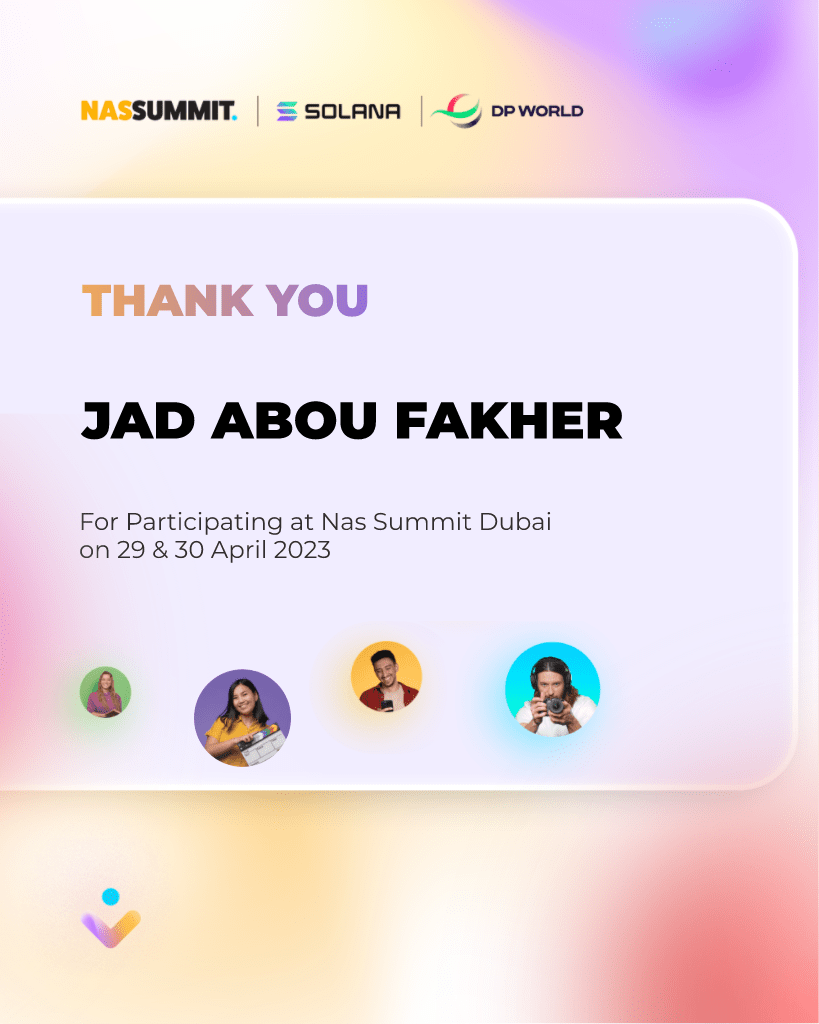 NASSUMMIT. | SOLANA | DP WORLD
THANK YOU
JAD ABOU FAKHER
For Participating at Nas Summit Dubai
on 29 & 30 April 2023